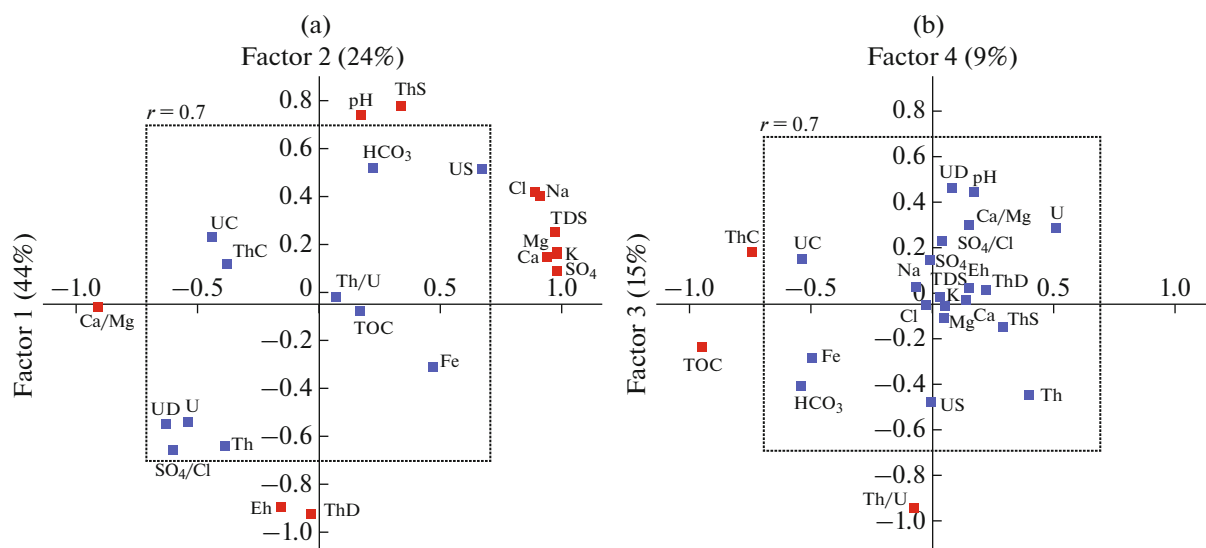 (a)
Factor 2 (24%)
ThS
pH
0.8
r = 0.7
0.6
HCO3
US
0.4
Cl Na
UC
TDS
ThC
0.2
Mg K
Ca SO4
Th/U
−1.0 −0.5 0 0.5 1.0
Ca/Mg
TOC
−0.2
Fe
−0.4
UD U
−0.6
Th
SO4/Cl
−0.8
Eh ThD
−1.0
Factor 1 (44%)
(b)
Factor 4 (9%)
0.8
r = 0.7
0.6
UD pH
0.4
Ca/Mg U
ThC UC
0.2
SO4/Cl
SO4
Na TDS Eh ThD
−1.0 −0.5 0 K 0.5 1.0
Cl Mg Ca ThS
−0.2
TOC Fe
−0.4
HCO3 US Th
−0.6
−0.8
Th/U
−1.0
Factor 3 (15%)